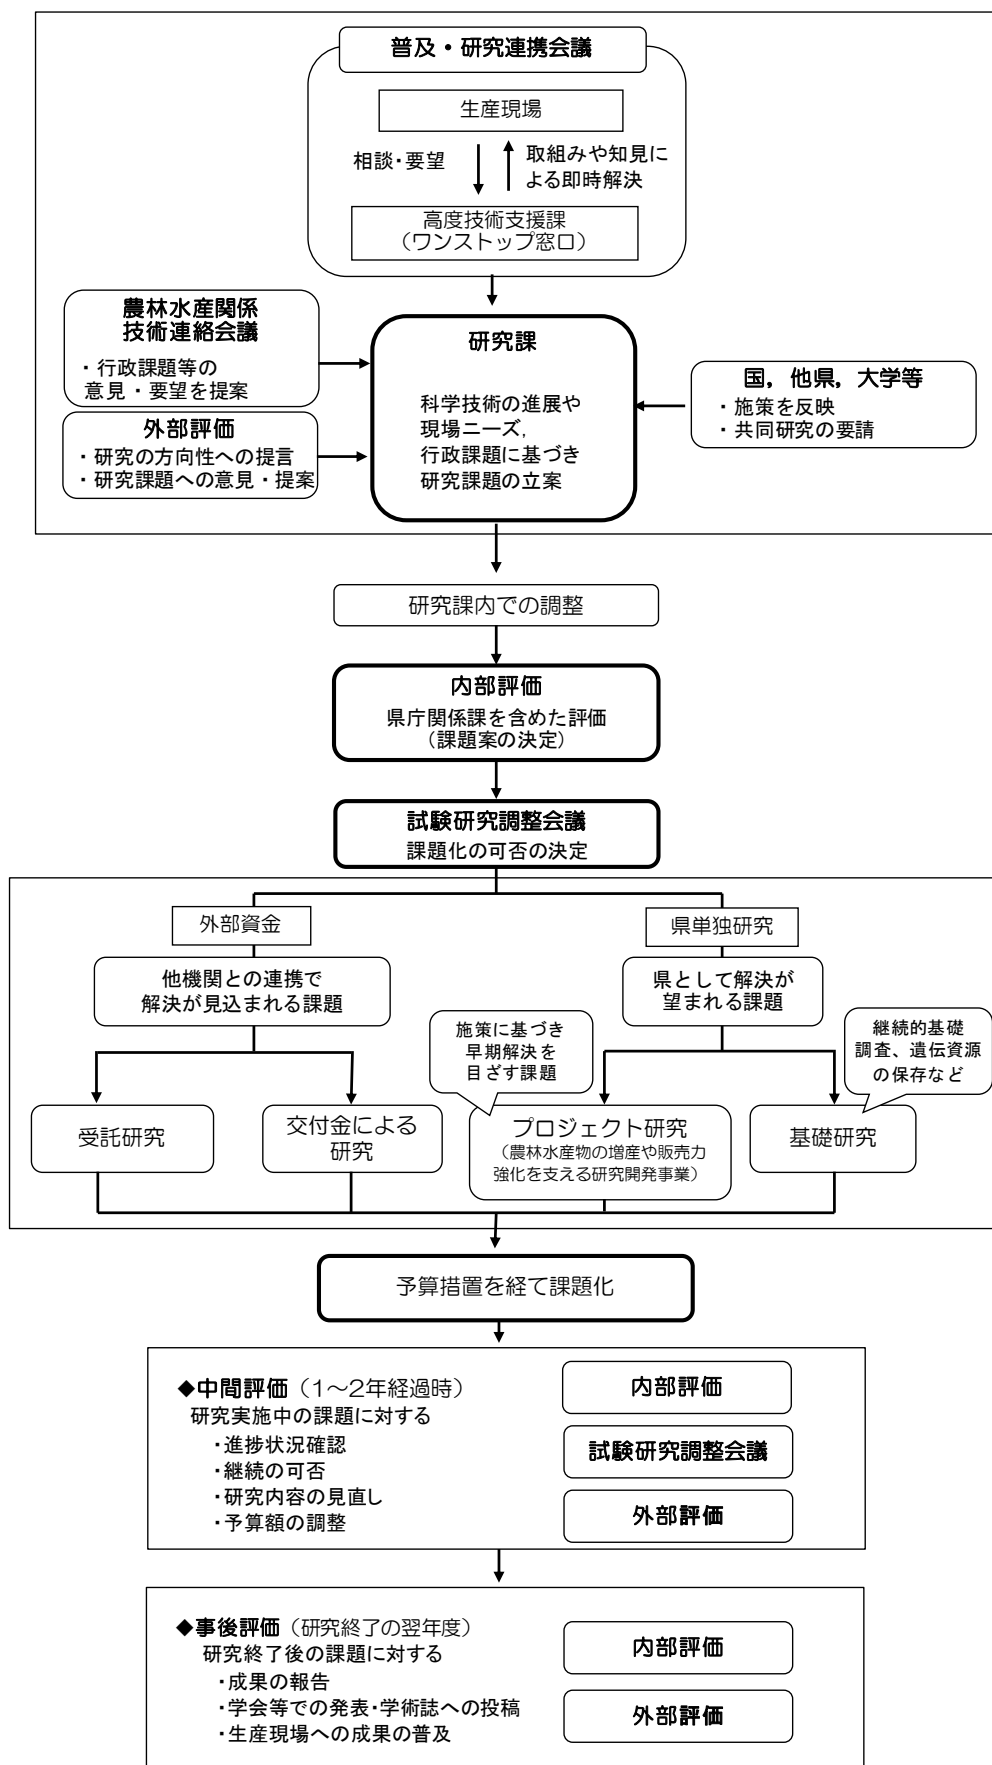 普及・研究連携会議
生産現場
相談・要望
取組みや知見に
よる即時解決
高度技術支援課
（ワンストップ窓口）
農林水産関係
技術連絡会議
・行政課題等の
意見・要望を提案
外部評価
・研究の方向性への提言
・研究課題への意見・提案
研究課
科学技術の進展や
現場ニーズ，
行政課題に基づき
研究課題の立案
国，他県，大学等
・施策を反映
・共同研究の要請
研究課内での調整
内部評価
県庁関係課を含めた評価
（課題案の決定）
試験研究調整会議
課題化の可否の決定
外部資金
県単独研究
他機関との連携で
解決が見込まれる課題
県として解決が
望まれる課題
施策に基づき
早期解決を
目ざす課題
継続的基礎
調査、遺伝資源
の保存など
受託研究
交付金による
研究
プロジェクト研究
（農林水産物の増産や販売力
強化を支える研究開発事業）
基礎研究
予算措置を経て課題化
◆中間評価（1～2年経過時）
研究実施中の課題に対する
・進捗状況確認
・継続の可否
・研究内容の見直し
・予算額の調整
内部評価
試験研究調整会議
外部評価
◆事後評価（研究終了の翌年度）
研究終了後の課題に対する
・成果の報告
・学会等での発表・学術誌への投稿
・生産現場への成果の普及
内部評価
外部評価